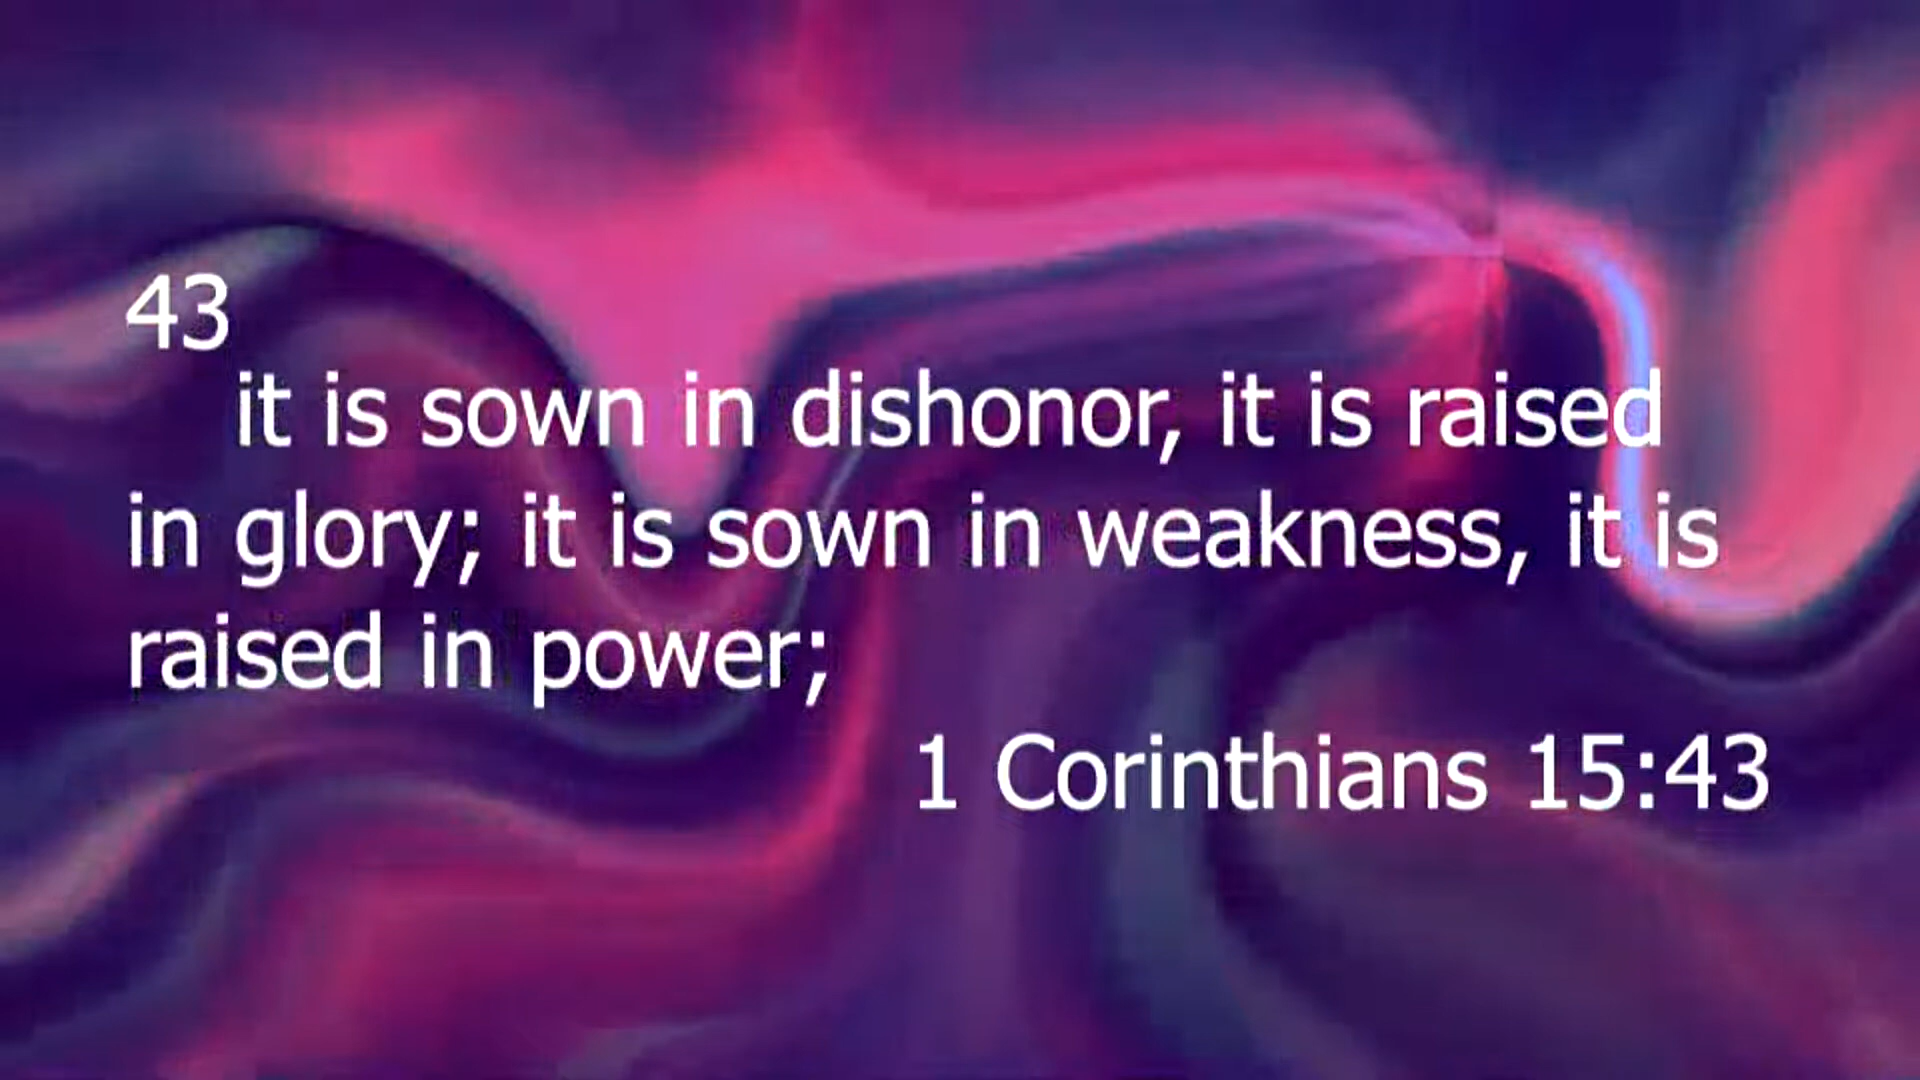 43
it is sown in dishonor, it is raised
in glory; it is sown in weakness, it is
raised in power;
1 Corinthians 15:43